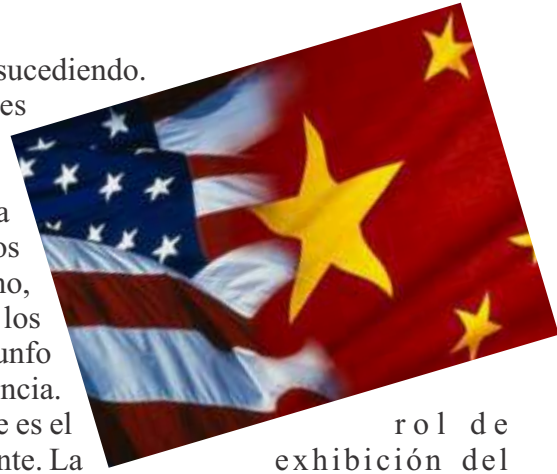 sucediendo.
es
a
os
no,
los
unfo
ncia.
e es el rol de
nte. La exhibición del